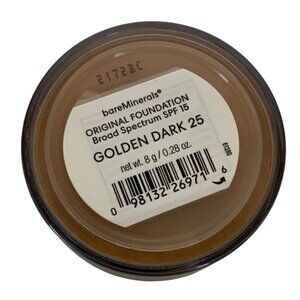 2172BC
bareMinerals®
ORIGINAL FOUNDATION
Broad Spectrum SPF 15
GOLDEN DARK 25
net wt. 8 g / 0.28 oz.
0 98132 26971 6